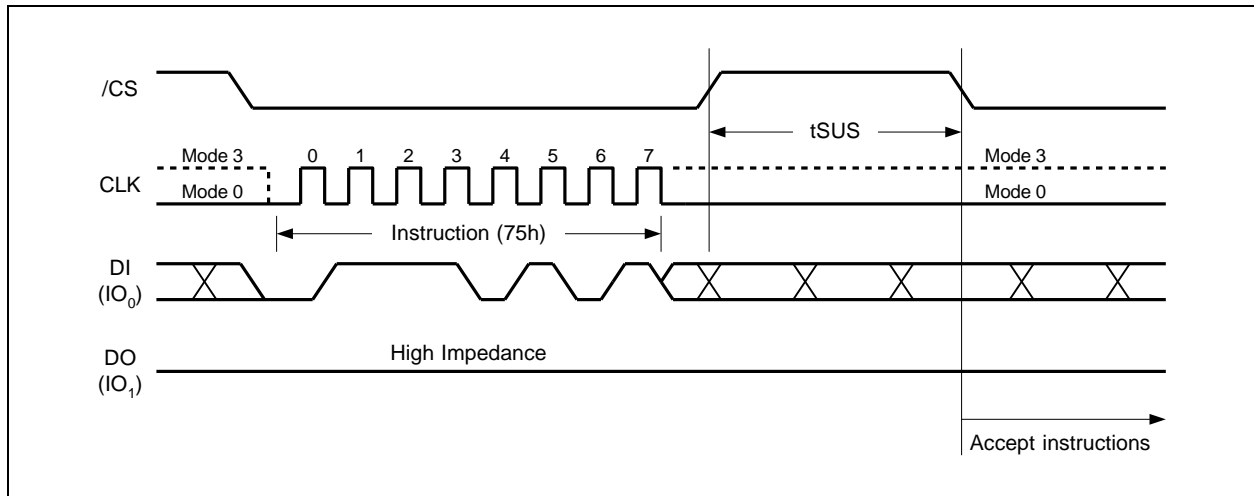 /CS
tSUS
Mode 3
0 1 2 3 4 5 6 7
Mode 3
CLK
Mode 0
Mode 0
Instruction (75h)
DI
(IO0)
High Impedance
DO
(IO1)
Accept instructions